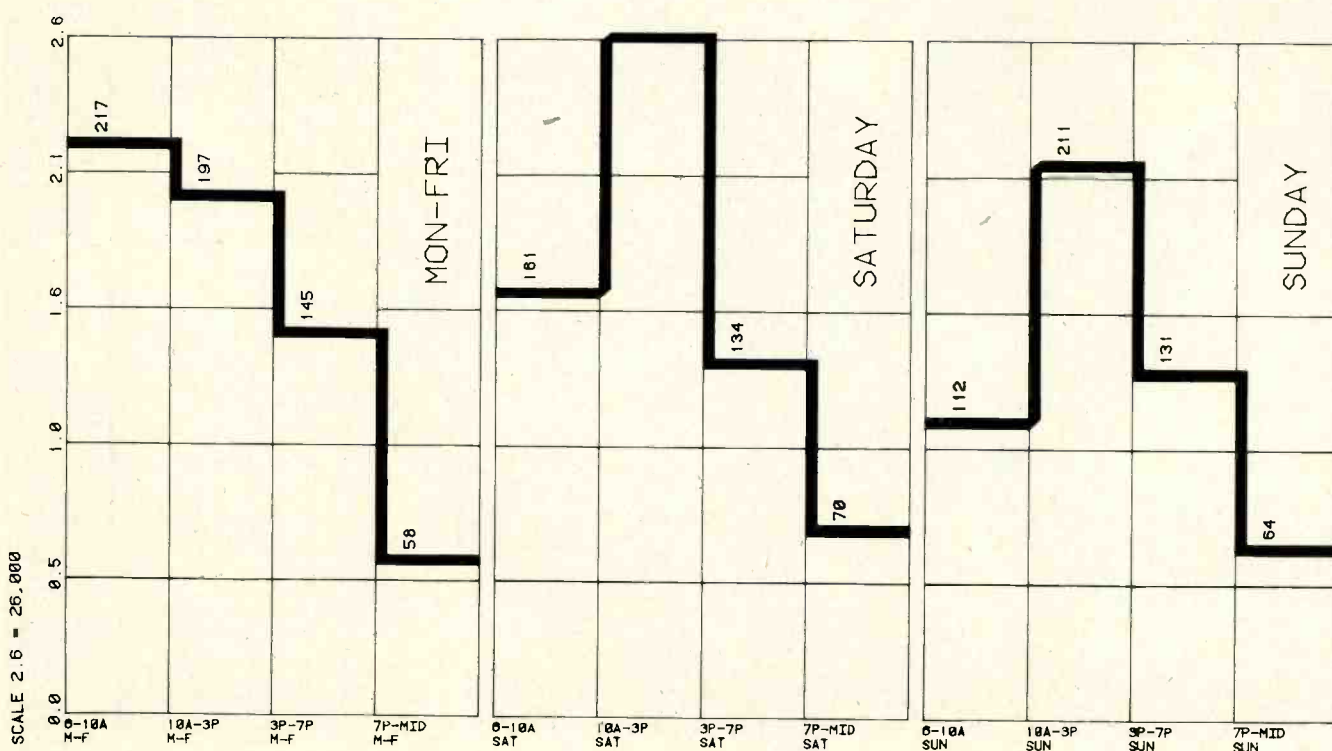 SCALE 2.6 = 26,000
2.6
2.1
1.6
1.0
0.5
0.0
217
197
145
58
MON-FRI
6-10A
M-F
10A-3P
M-F
3P-7P
M-F
7P-MID
M-F
161
134
70
SATURDAY
6-10A
SAT
10A-3P
SAT
3P-7P
SAT
7P-MID
SAT
112
211
131
64
SUNDAY
6-10A
SUN
10A-3P
SUN
3P-7P
SUN
7P-MID
SUN